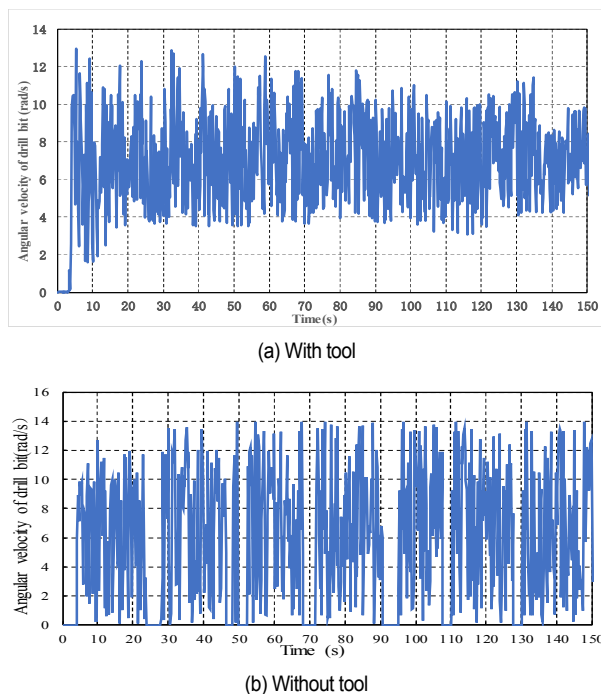 14
12
10
8
6
4
2
0
Angular velocity of drill bit (rad/s)
0 10 20 30 40 50 60 70 80 90 100 110 120 130 140 150
Time(s)
(a) With tool
16
14
12
10
8
6
4
2
0
Angular velocity of drill bit(rad/s)
0 10 20 30 40 50 60 70 80 90 100 110 120 130 140 150
Time (s)
(b) Without tool